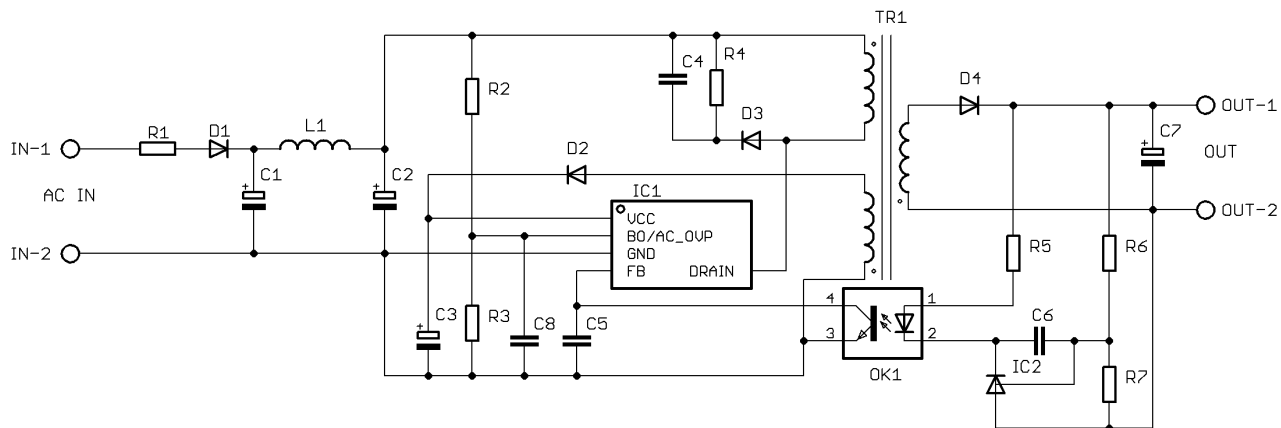 TR1
C4
R4
R2
D4
OUT-1
R1
D1
L1
D3
C7
IN-1
D2
OUT
AC IN
C1
C2
IC1
VCC
BO/AC_OVP
GND
FB
DRAIN
OUT-2
IN-2
R5
R6
C3
R3
C8
C5
4
1
3
2
C6
IC2
R7
OK1